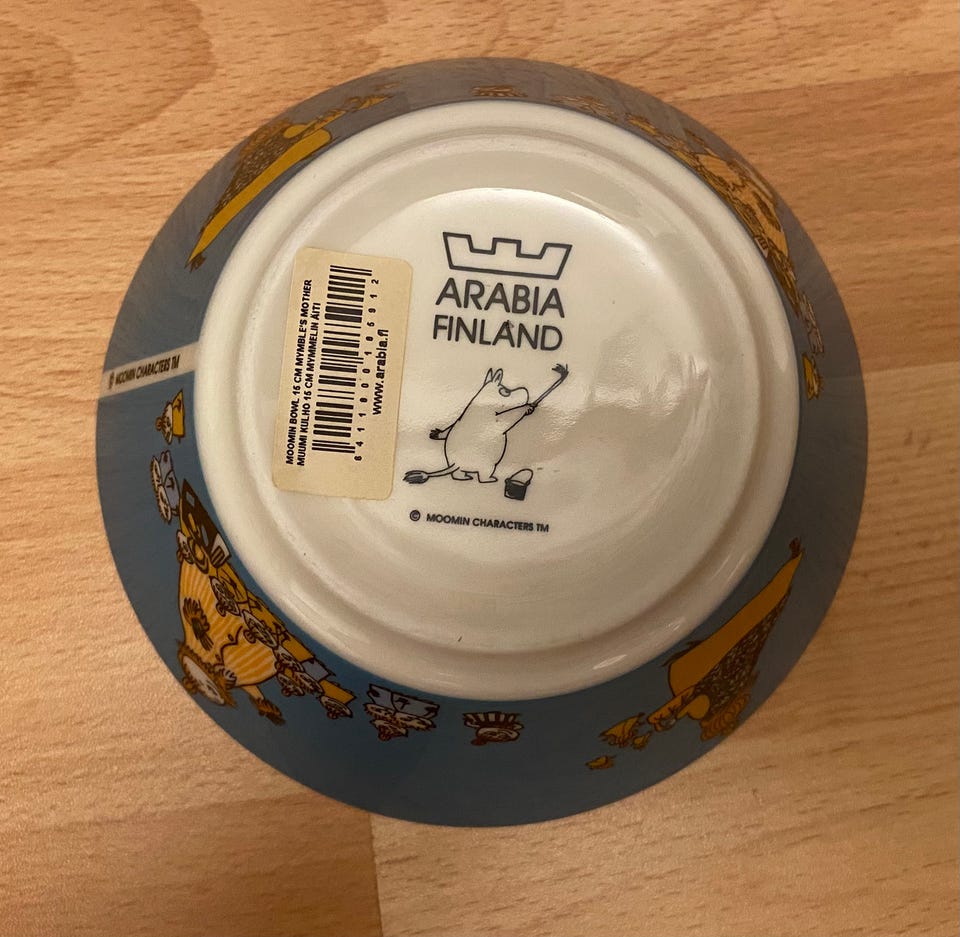 ARABIA
FINLAND
© MOOMIN CHARACTERS TM
MOOMIN BOWL 15 CM MYMBLE'S MOTHER
MUUMI KULHO 15 CM MYMMELIN ÄITI
6411800185912
www.arabia.fi
© MOOMIN CHARACTERS TM